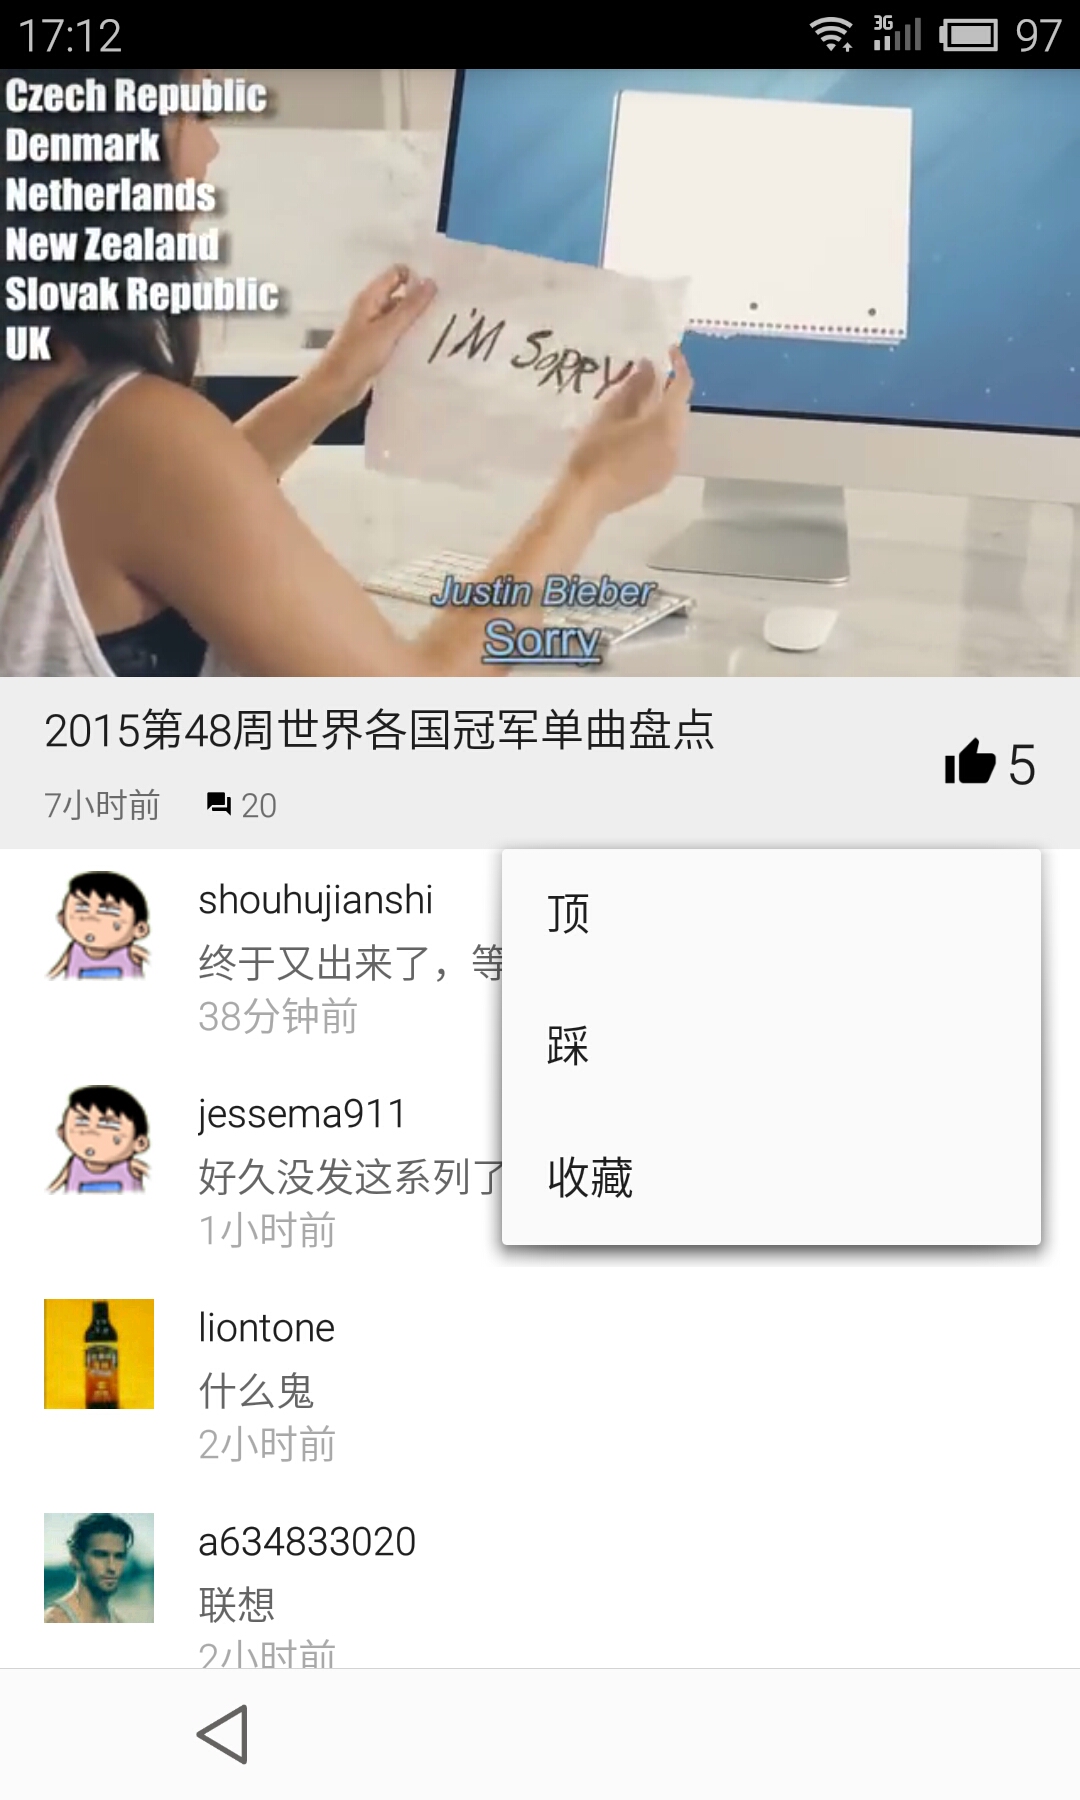 17:12
3G
97
Czech Republic
Denmark
Netherlands
New Zealand
Slovak Republic
UK
I'M SORRY
Justin Bieber
Sorry
2015第48周世界各国冠军单曲盘点
5
7小时前
20
shouhujianshi
终于又出来了，等
38分钟前
顶
踩
收藏
jessema911
好久没发这系列了
1小时前
liontone
什么鬼
2小时前
a634833020
联想
2小时前